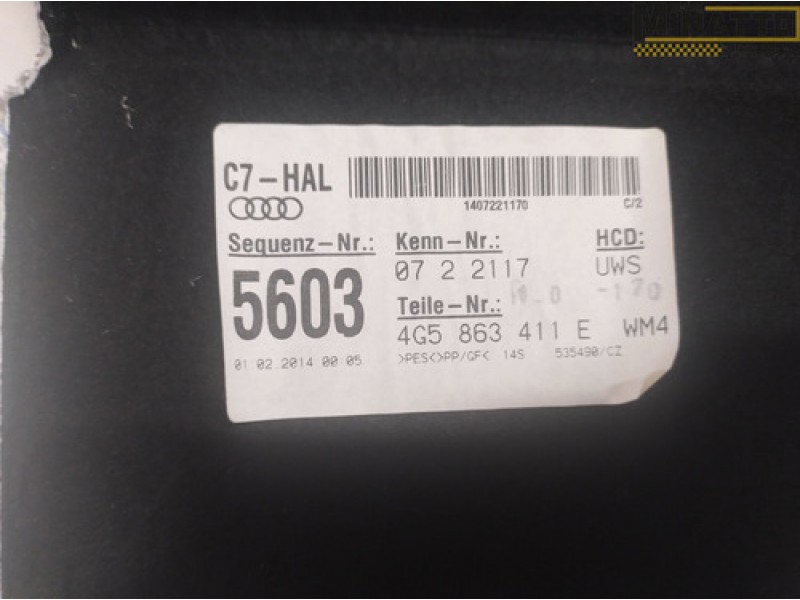 C7-HAL
1407221170 C/2
Sequenz-Nr.: Kenn-Nr.: HCD:
5603 07 2 2117 UWS
Teile-Nr.: -170
4G5 863 411 E WM4
01 02.2014 00 05 >PES<>PP/GF< 14S 535490/CZ